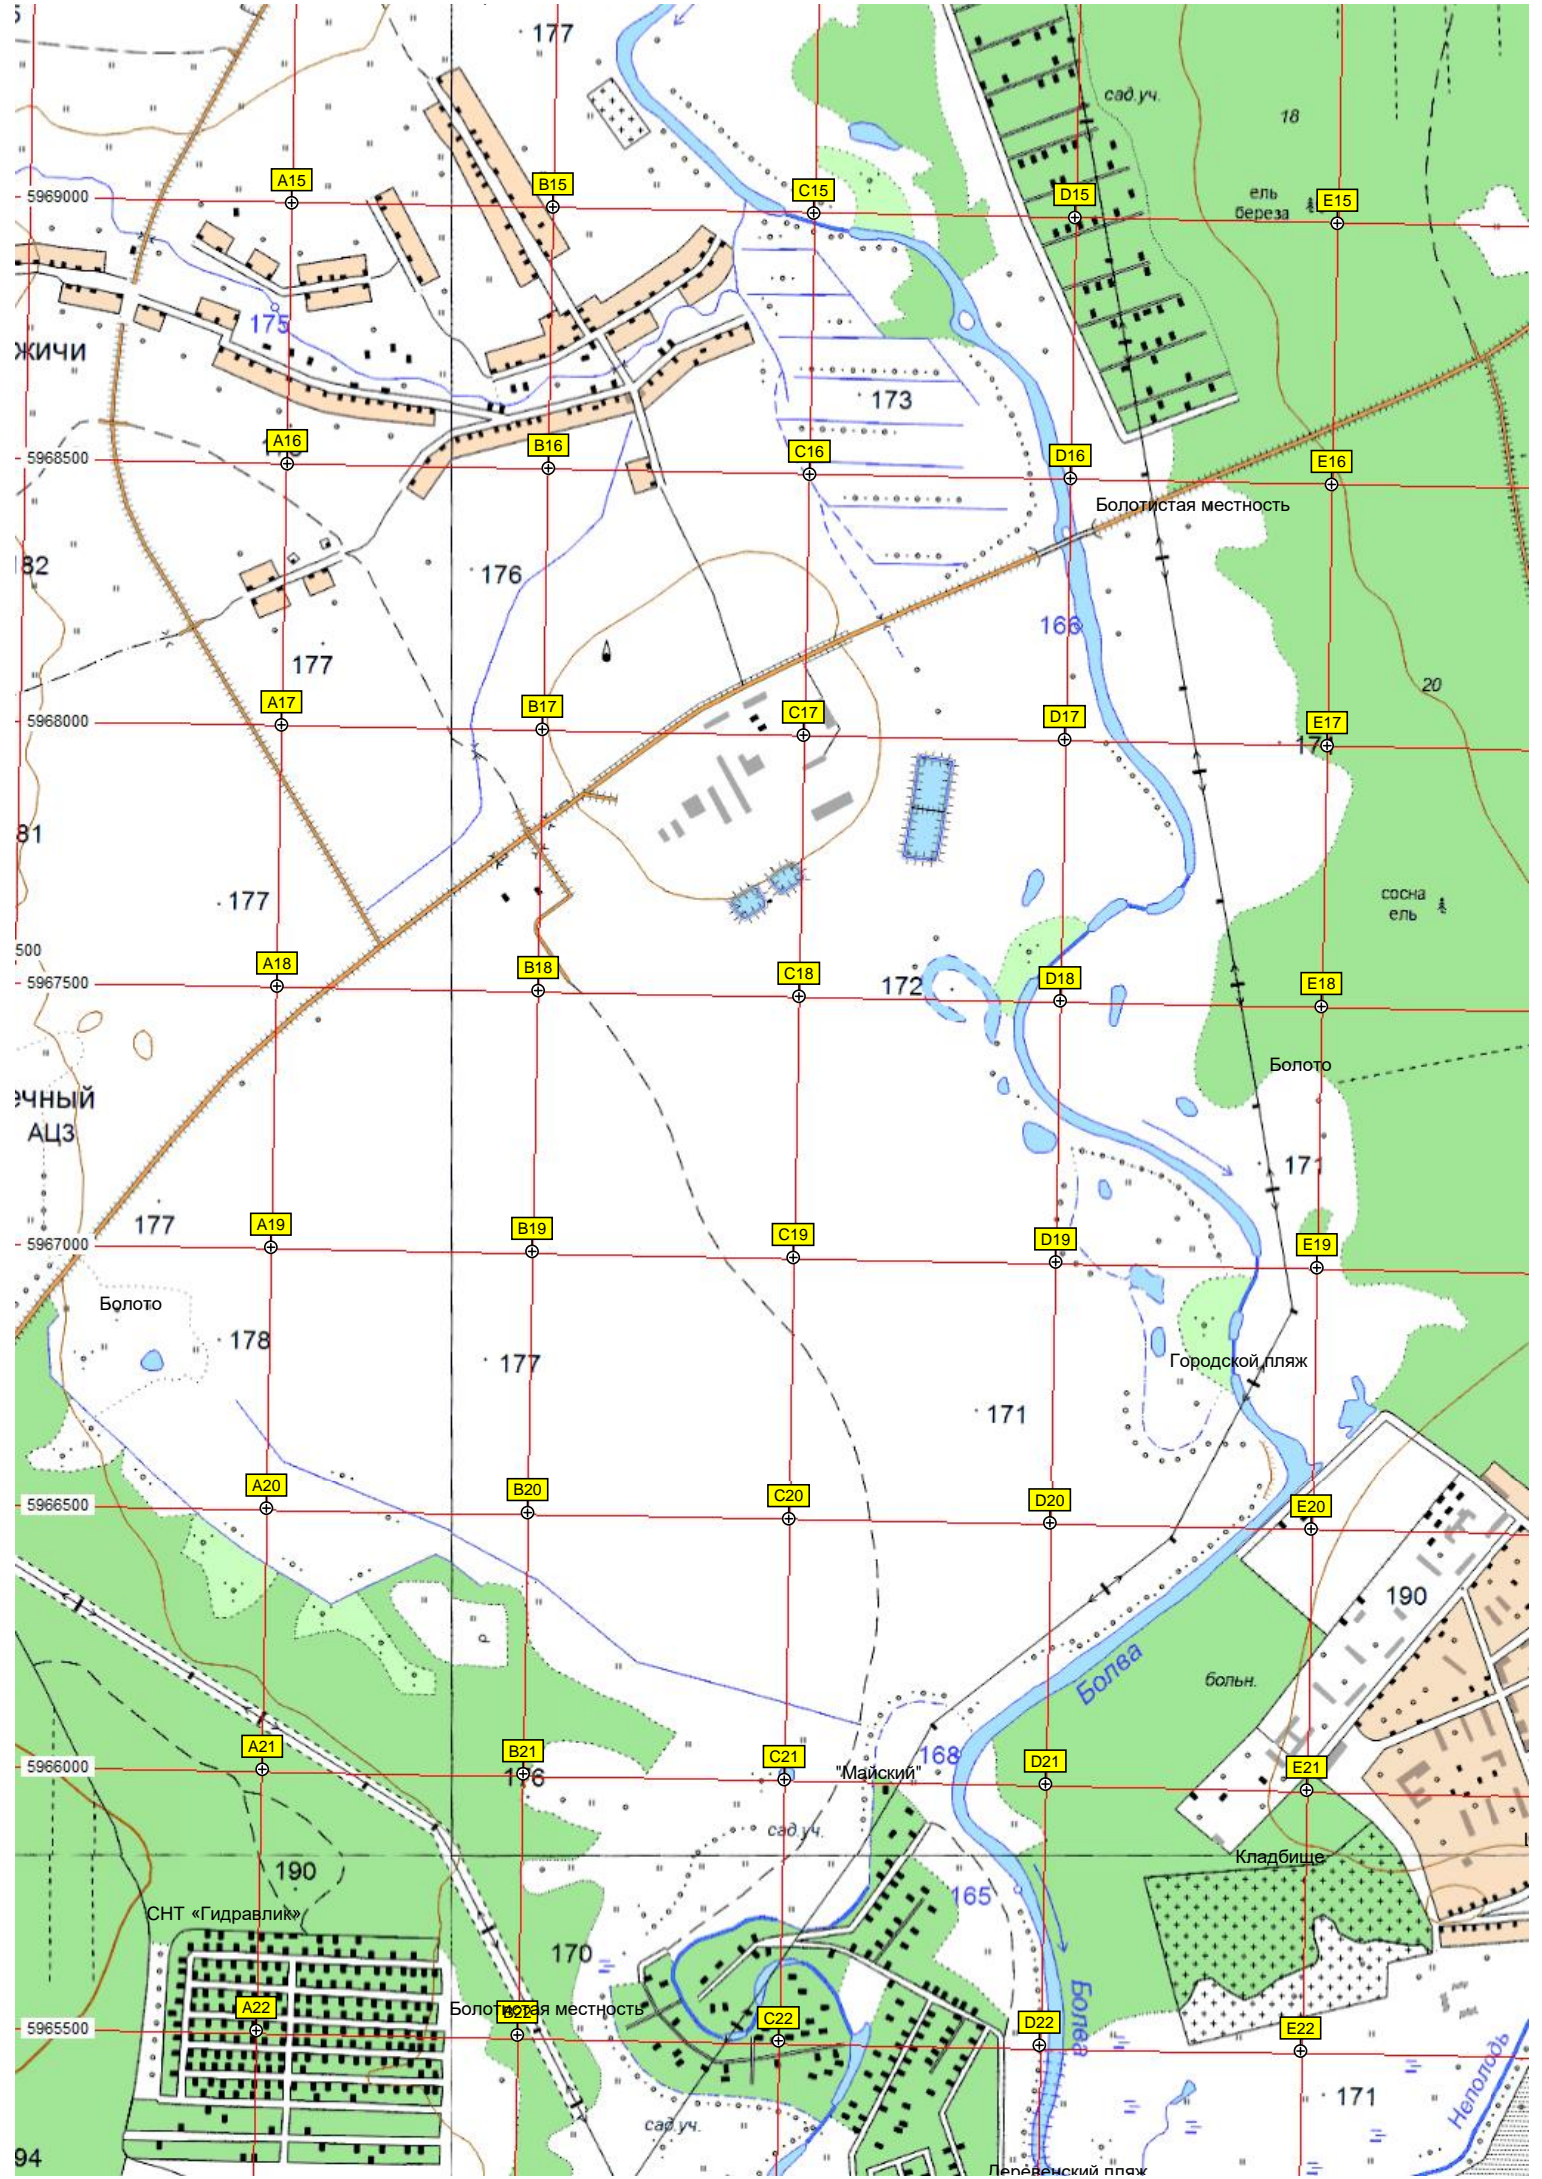 177
сад.уч.
18
A15
B15
C15
D15
E15
5969000
ель
береза
175
жичи
173
A16
B16
C16
D16
E16
5968500
Болотистая местность
82
176
166
177
20
A17
B17
C17
D17
E17
5968000
81
177
сосна
ель
500
A18
B18
C18
D18
E18
5967500
172
Болото
ечный
АЦЗ
171
177
A19
B19
C19
D19
E19
5967000
Болото
178
177
Городской пляж
171
A20
B20
C20
D20
E20
5966500
190
Болва
больн.
168
A21
B21
C21
D21
E21
5966000
176
"Майский"
сад.уч.
Кладбище
190
165
СНТ «Гидравлик»
170
Болотистая местность
A22
B22
C22
D22
E22
5965500
Болва
Неполодь
171
сад.уч.
94
Деревенский пляж